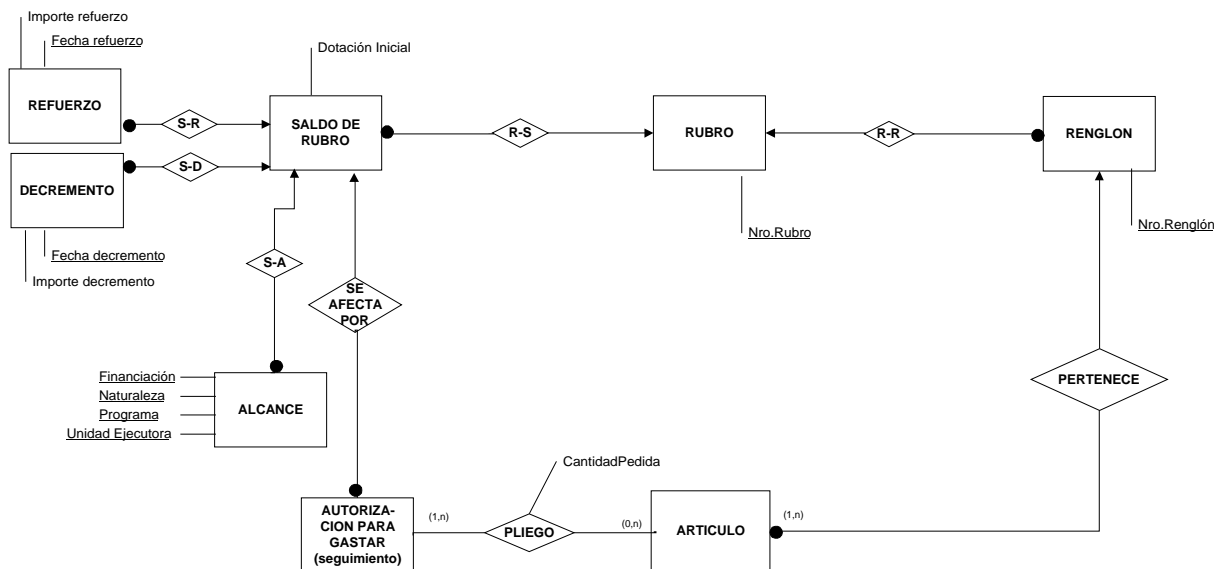 Importe refuerzo
Fecha refuerzo
Dotación Inicial
REFUERZO
S-R
SALDO DE
RUBRO
R-S
RUBRO
R-R
RENGLON
DECREMENTO
S-D
Nro.Rubro
Nro.Renglón
Fecha decremento
Importe decremento
S-A
SE
AFECTA
POR
Financiación
Naturaleza
Programa
Unidad Ejecutora
ALCANCE
PERTENECE
CantidadPedida
AUTORIZA-
CION PARA
GASTAR
(seguimiento)
(1,n)
PLIEGO
(0,n)
ARTICULO
(1,n)